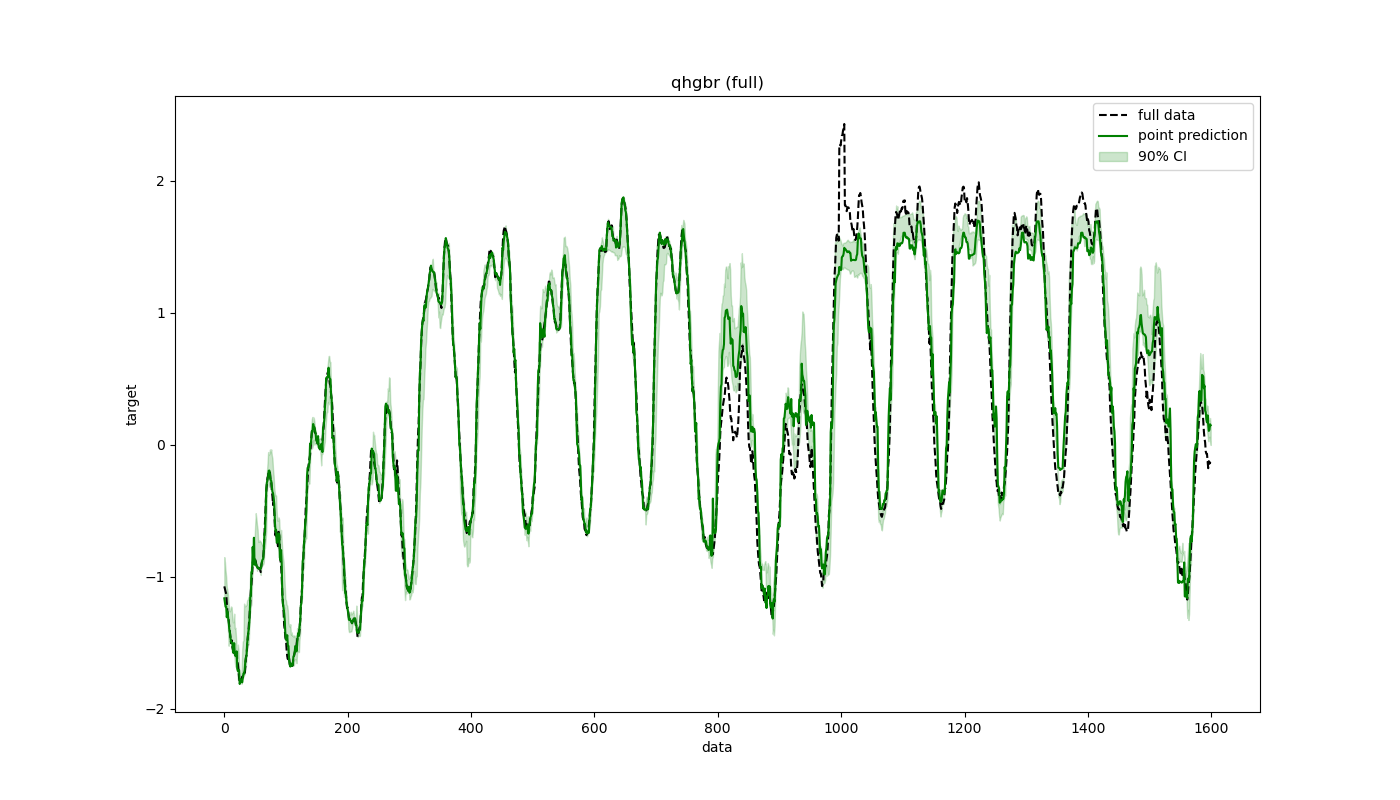 qhgbr (full)
full data
point prediction
90% CI
target
2
1
0
−1
−2
0 200 400 600 800 1000 1200 1400 1600
data